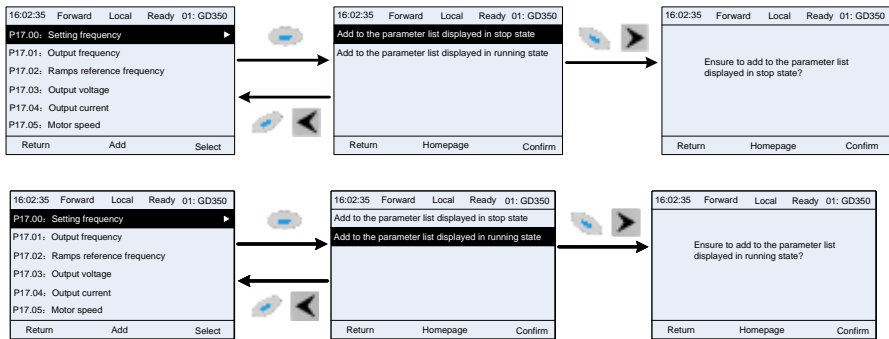 16:02:35 Forward Local Ready 01: GD350
P17.00: Setting frequency
P17.01: Output frequency
P17.02: Ramps reference frequency
P17.03: Output voltage
P17.04: Output current
P17.05: Motor speed
Return Add Select
16:02:35 Forward Local Ready 01: GD350
Add to the parameter list displayed in stop state
Add to the parameter list displayed in running state
Return Homepage Confirm
16:02:35 Forward Local Ready 01: GD350
Ensure to add to the parameter list
displayed in stop state?
Return Homepage Confirm
16:02:35 Forward Local Ready 01: GD350
P17.00: Setting frequency
P17.01: Output frequency
P17.02: Ramps reference frequency
P17.03: Output voltage
P17.04: Output current
P17.05: Motor speed
Return Add Select
16:02:35 Forward Local Ready 01: GD350
Add to the parameter list displayed in stop state
Add to the parameter list displayed in running state
Return Homepage Confirm
16:02:35 Forward Local Ready 01: GD350
Ensure to add to the parameter list
displayed in running state?
Return Homepage Confirm